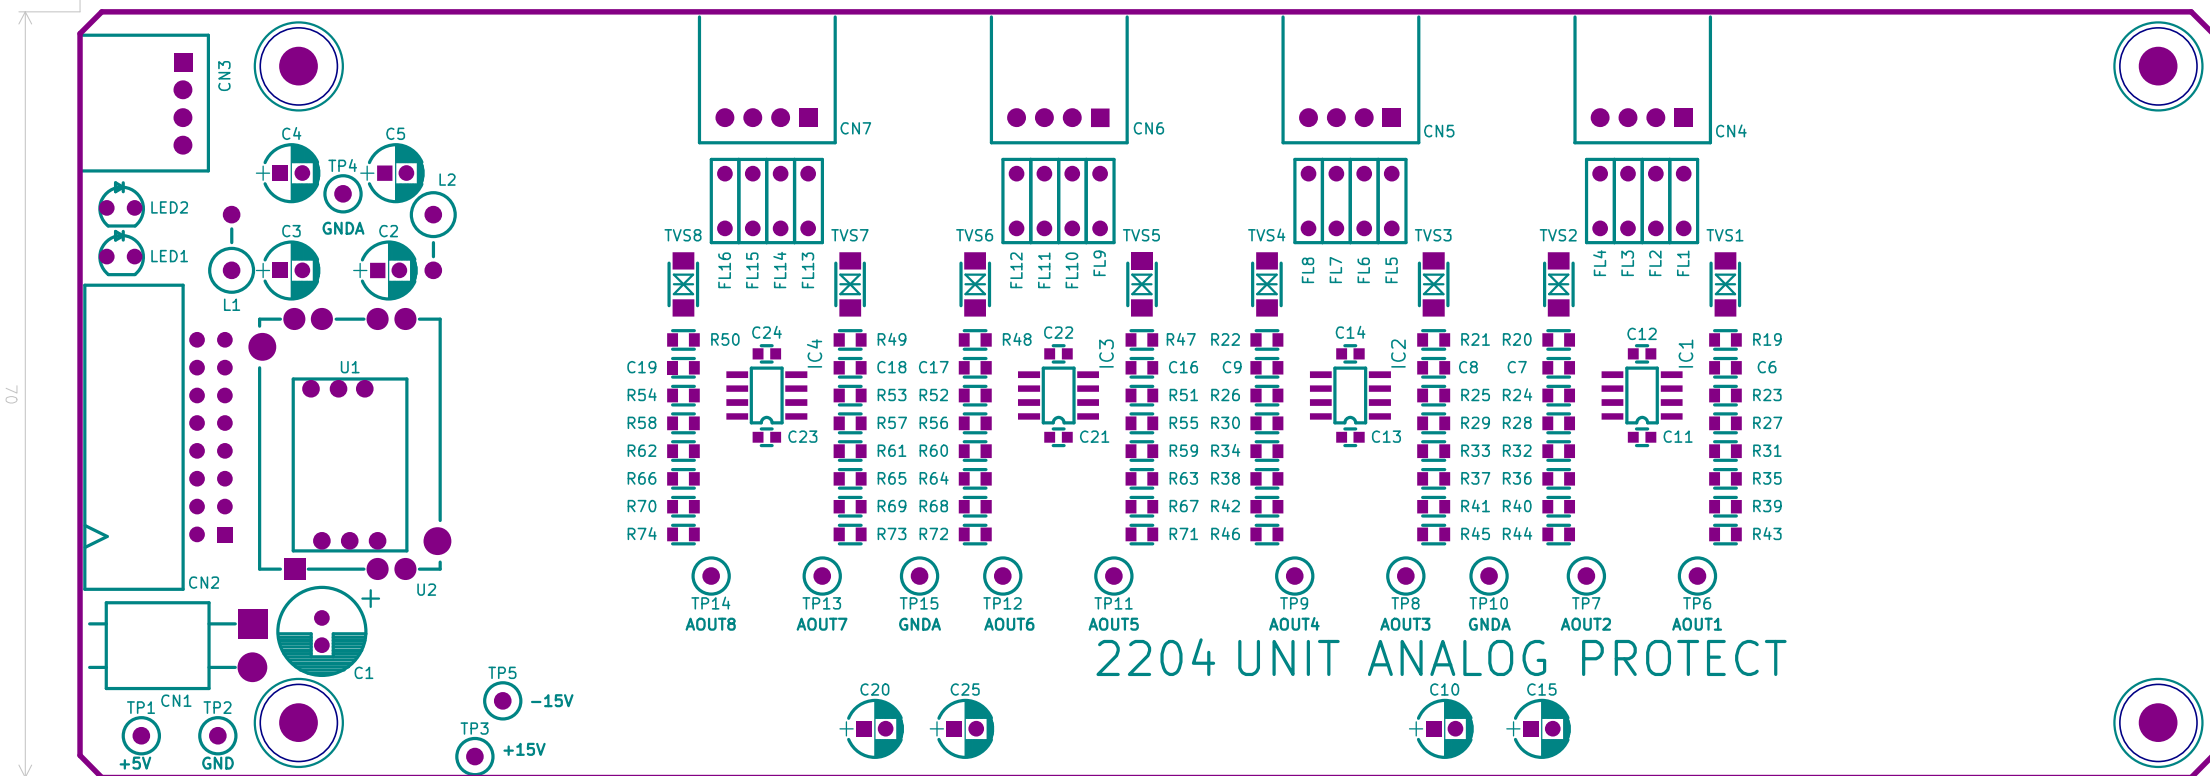 CN3
CN7
CN6
CN5
CN4
C4
C5
TP4
L2
LED2
GNDA
C3
C2
LED1
L1
TVS8
TVS7
TVS6
TVS5
TVS4
TVS3
TVS2
TVS1
FL16
FL15
FL14
FL13
FL12
FL11
FL10
FL9
FL8
FL7
FL6
FL5
FL4
FL3
FL2
FL1
R50
C24
IC4
R49
R48
C22
IC3
R47
R22
C14
IC2
R21
R20
C12
IC1
R19
U1
C19
C18
C17
C16
C9
C8
C7
C6
70
R54
R53
R52
R51
R26
R25
R24
R23
R58
C23
R57
R56
C21
R55
R30
C13
R29
R28
C11
R27
R62
R61
R60
R59
R34
R33
R32
R31
R66
R65
R64
R63
R38
R37
R36
R35
R70
R69
R68
R67
R42
R41
R40
R39
R74
R73
R72
R71
R46
R45
R44
R43
CN2
U2
+
TP14
TP13
TP15
TP12
TP11
TP9
TP8
TP10
TP7
TP6
AOUT8
AOUT7
GNDA
AOUT6
AOUT5
AOUT4
AOUT3
GNDA
AOUT2
AOUT1
2204 UNIT ANALOG PROTECT
C1
CN1
TP5
-15V
C20
C25
C10
C15
TP1
TP2
TP3
+15V
+5V
GND